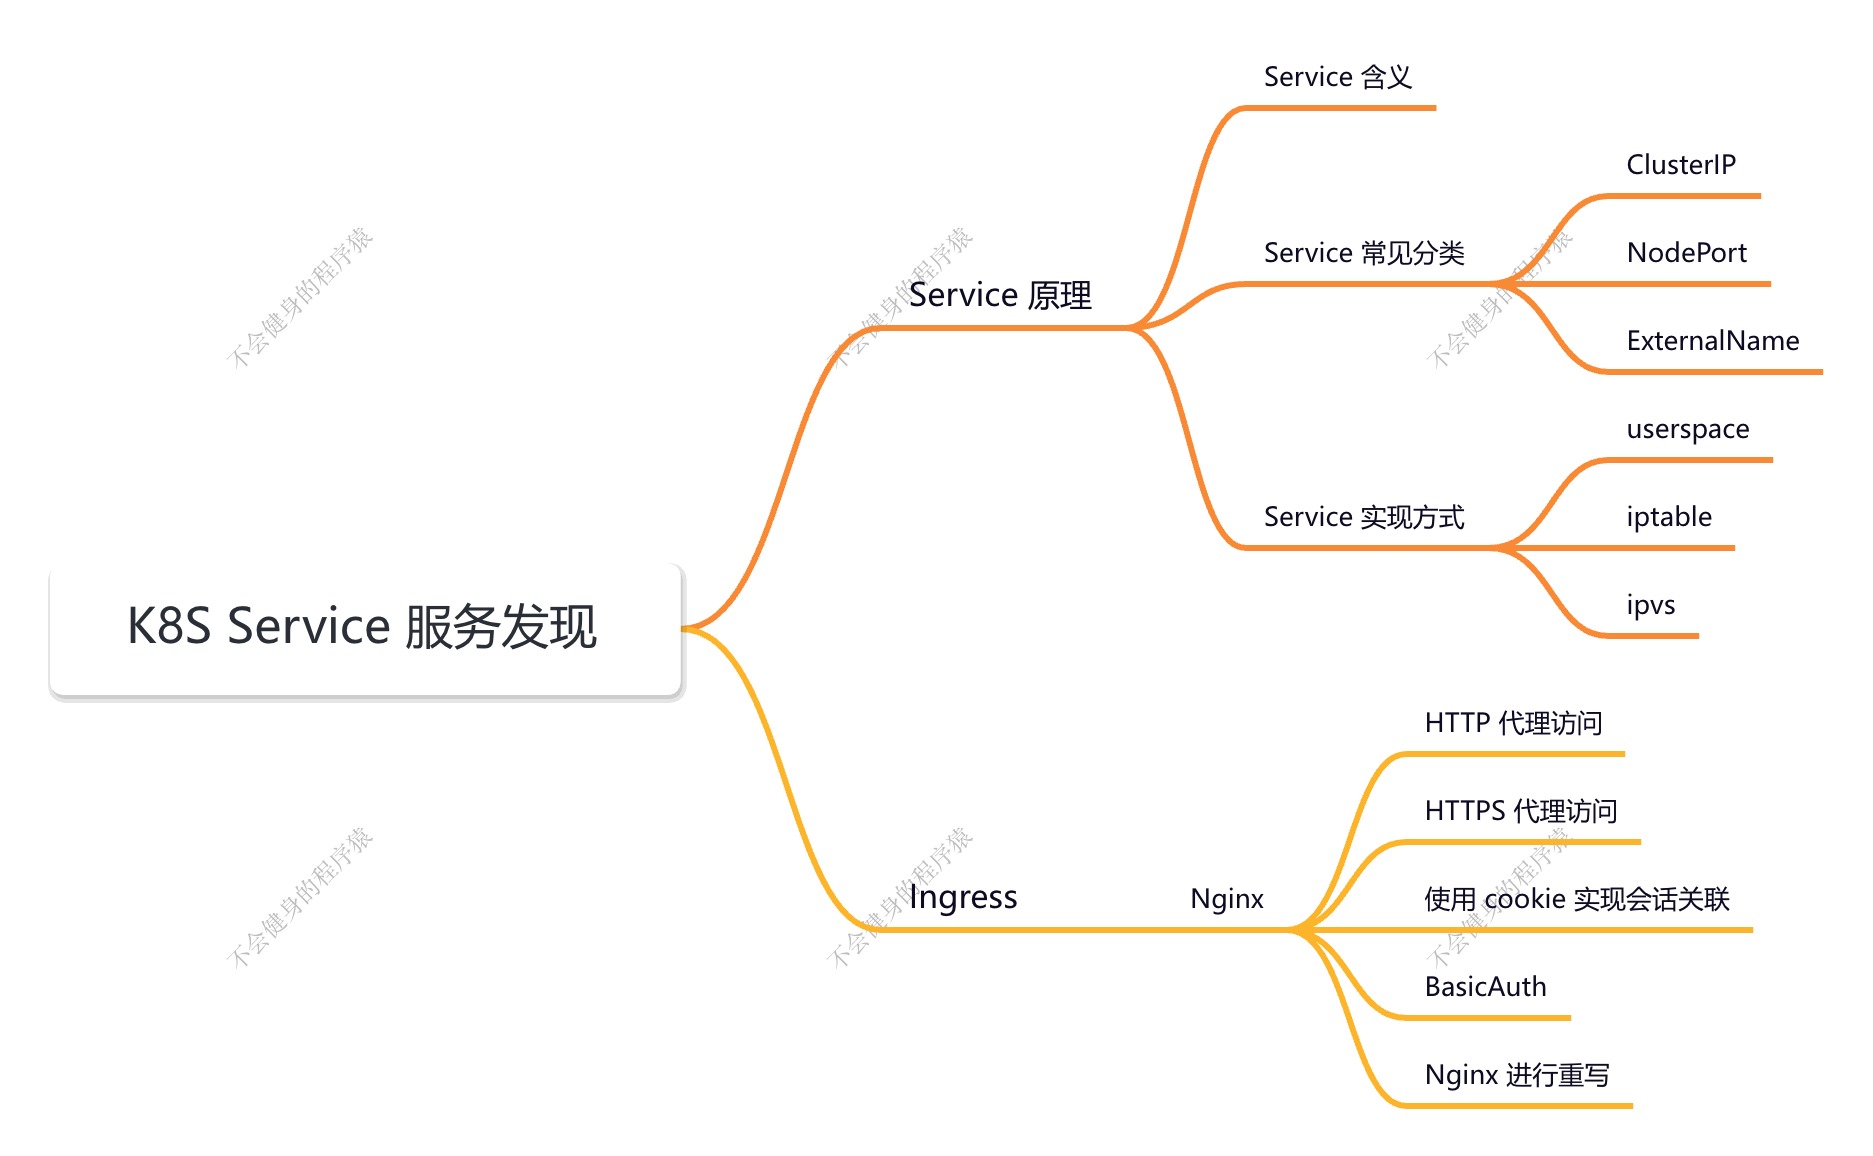 K8S Service 服务发现
Service 原理
Service 含义
Service 常见分类
ClusterIP
NodePort
ExternalName
Service 实现方式
userspace
iptable
ipvs
Ingress
Nginx
HTTP 代理访问
HTTPS 代理访问
使用 cookie 实现会话关联
BasicAuth
Nginx 进行重写
不会健身的程序猿
不会健身的程序猿
不会健身的程序猿
不会健身的程序猿
不会健身的程序猿
不会健身的程序猿